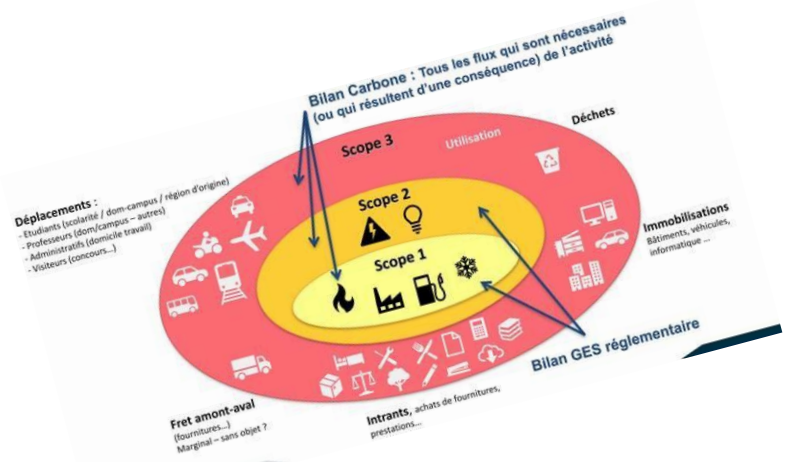 Bilan Carbone : Tous les flux qui sont nécessaires
(ou qui résultent d'une conséquence) de l'activité
Scope 3
Utilisation
Déchets
Déplacements :
- Etudiants (scolarité / dom-campus / région d'origine)
- Professeurs (dom/campus – autres)
- Administratifs (domicile travail)
- Visiteurs (concours...)
Scope 2
Scope 1
Immobilisations
Bâtiments, véhicules,
informatique ...
Bilan GES réglementaire
Fret amont-aval
(fournitures...)
Marginal – sans objet ?
Intrants, achats de fournitures,
prestations...